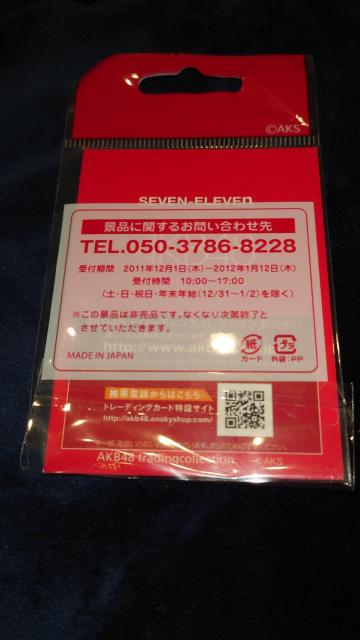 ©AKS
SEVEN-ELEVEn
景品に関するお問い合わせ先
TEL.050-3786-8228
受付期間 2011年12月1日(木)～2012年1月12日(木)
受付時間 10:00～17:00
(土・日・祝日・年末年始(12/31～1/2)を除く)
※この景品は非売品です。なくなり次第終了と
させていただきます。
http://www.akb
MADE IN JAPAN
紙
カード
プラ
外袋:PP
携帯電話からはこちら
トレーディングカード特設サイト
http://akb48.enskyshop.com/
AKB48 tradingcollection
©AKS